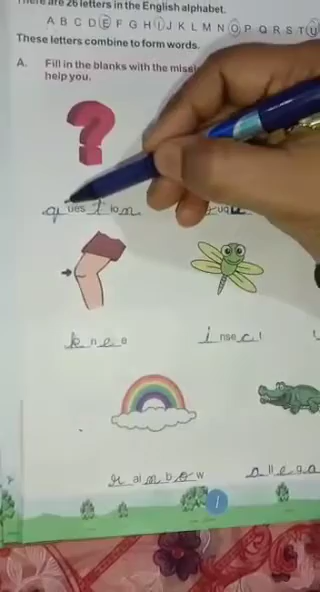 There are 26 letters in the English alphabet.
A B C D E F G H I J K L M N O P Q R S T U
These letters combine to form words.
A. Fill in the blanks with the missi
help you.
question
knee insect
rainbow allega
1